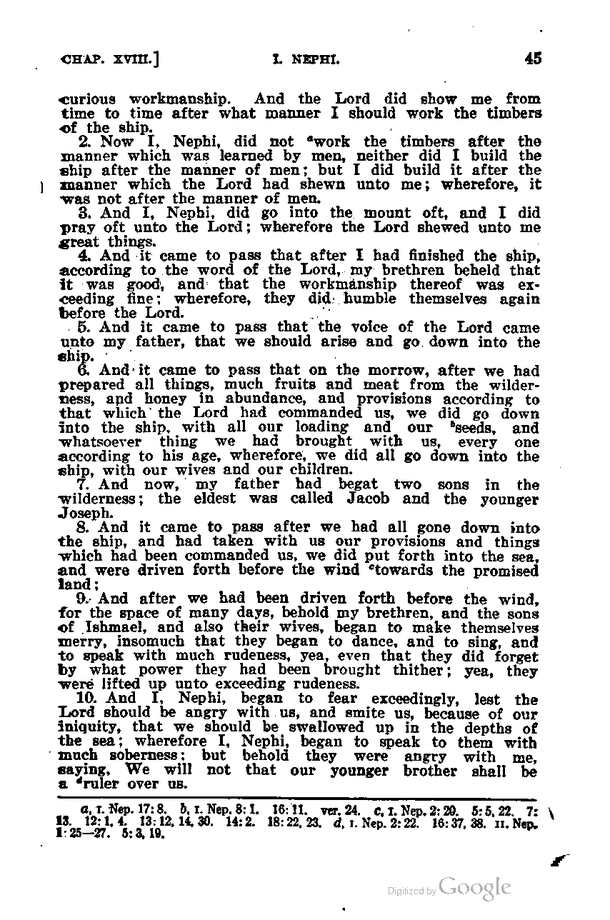 CHAP. XVIII.] I. NEPHI. 45
curious workmanship. And the Lord did show me from
time to time after what manner I should work the timbers
of the ship.
2. Now I, Nephi, did not ᵃwork the timbers after the
manner which was learned by men, neither did I build the
ship after the manner of men; but I did build it after the
manner which the Lord had shewn unto me; wherefore, it
was not after the manner of men.
3. And I, Nephi, did go into the mount oft, and I did
pray oft unto the Lord; wherefore the Lord shewed unto me
great things.
4. And it came to pass that after I had finished the ship,
according to the word of the Lord, my brethren beheld that
it was good, and that the workmanship thereof was ex-
ceeding fine; wherefore, they did humble themselves again
before the Lord.
5. And it came to pass that the voice of the Lord came
unto my father, that we should arise and go down into the
ship.
6. And it came to pass that on the morrow, after we had
prepared all things, much fruits and meat from the wilder-
ness, and honey in abundance, and provisions according to
that which the Lord had commanded us, we did go down
into the ship, with all our loading and our ᵇseeds, and
whatsoever thing we had brought with us, every one
according to his age, wherefore, we did all go down into the
ship, with our wives and our children.
7. And now, my father had begat two sons in the
wilderness; the eldest was called Jacob and the younger
Joseph.
8. And it came to pass after we had all gone down into
the ship, and had taken with us our provisions and things
which had been commanded us, we did put forth into the sea,
and were driven forth before the wind ᶜtowards the promised
land;
9. And after we had been driven forth before the wind,
for the space of many days, behold my brethren, and the sons
of Ishmael, and also their wives, began to make themselves
merry, insomuch that they began to dance, and to sing, and
to speak with much rudeness, yea, even that they did forget
by what power they had been brought thither; yea, they
were lifted up unto exceeding rudeness.
10. And I, Nephi, began to fear exceedingly, lest the
Lord should be angry with us, and smite us, because of our
iniquity, that we should be swallowed up in the depths of
the sea; wherefore I, Nephi, began to speak to them with
much soberness; but behold they were angry with me,
saying, We will not that our younger brother shall be
a ᵈruler over us.
a, I. Nep. 17:8. b, I. Nep. 8:1. 16:11. ver. 24. c, I. Nep. 2:20. 5:5, 22. 7:
13. 12:1, 4. 13:12, 14, 30. 14:2. 18:22, 23. d, I. Nep. 2:22. 16:37, 38. II. Nep.
1:25—27. 5:3, 19.
Digitized by Google